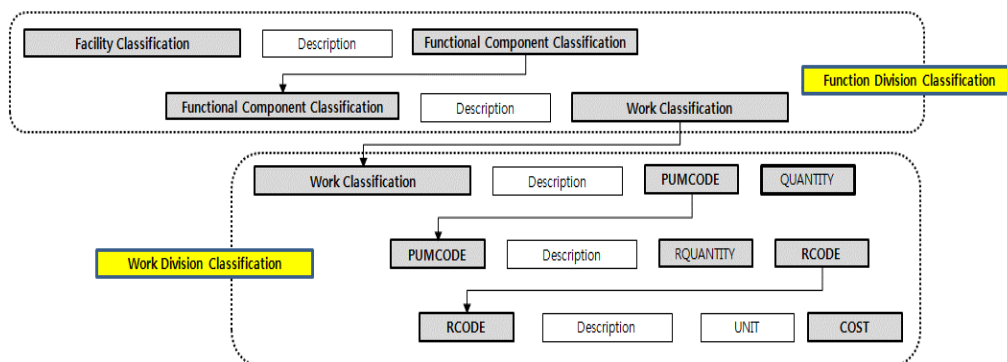 Facility Classification
Description
Functional Component Classification
Function Division Classification
Functional Component Classification
Description
Work Classification
Work Classification
Description
PUMCODE
QUANTITY
Work Division Classification
PUMCODE
Description
RQUANTITY
RCODE
RCODE
Description
UNIT
COST